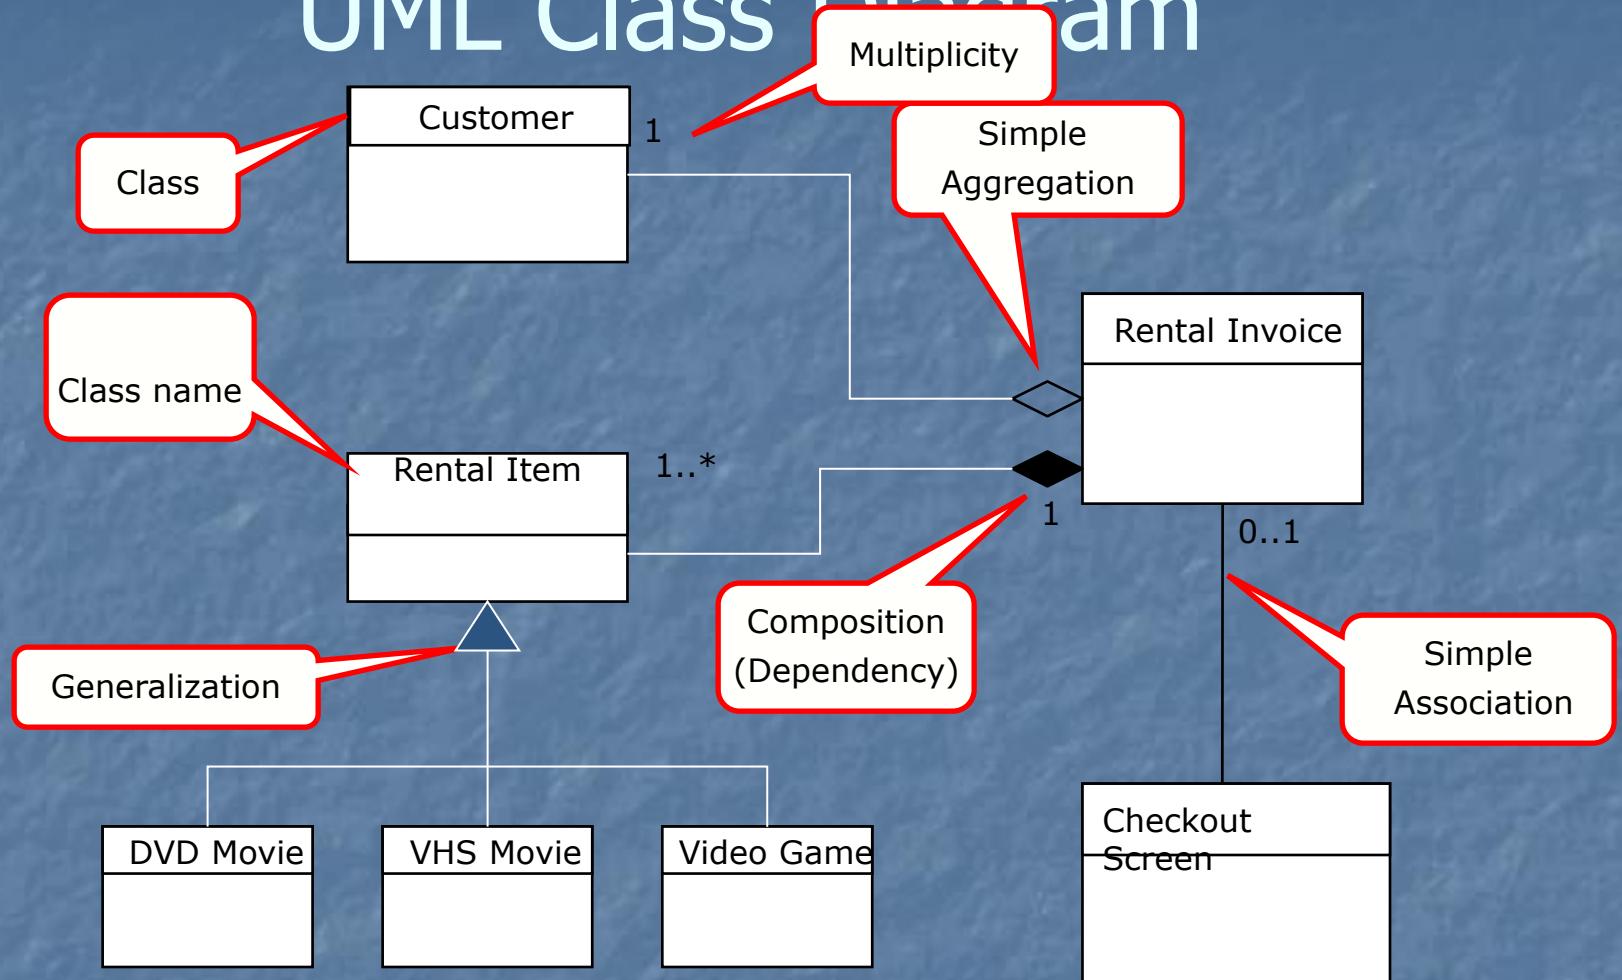 UML Class Diagram
Multiplicity
Customer
1
Simple
Aggregation
Class
Rental Invoice
Class name
Rental Item
1..*
1
0..1
Composition
(Dependency)
Simple
Association
Generalization
DVD Movie
VHS Movie
Video Game
Checkout
Screen